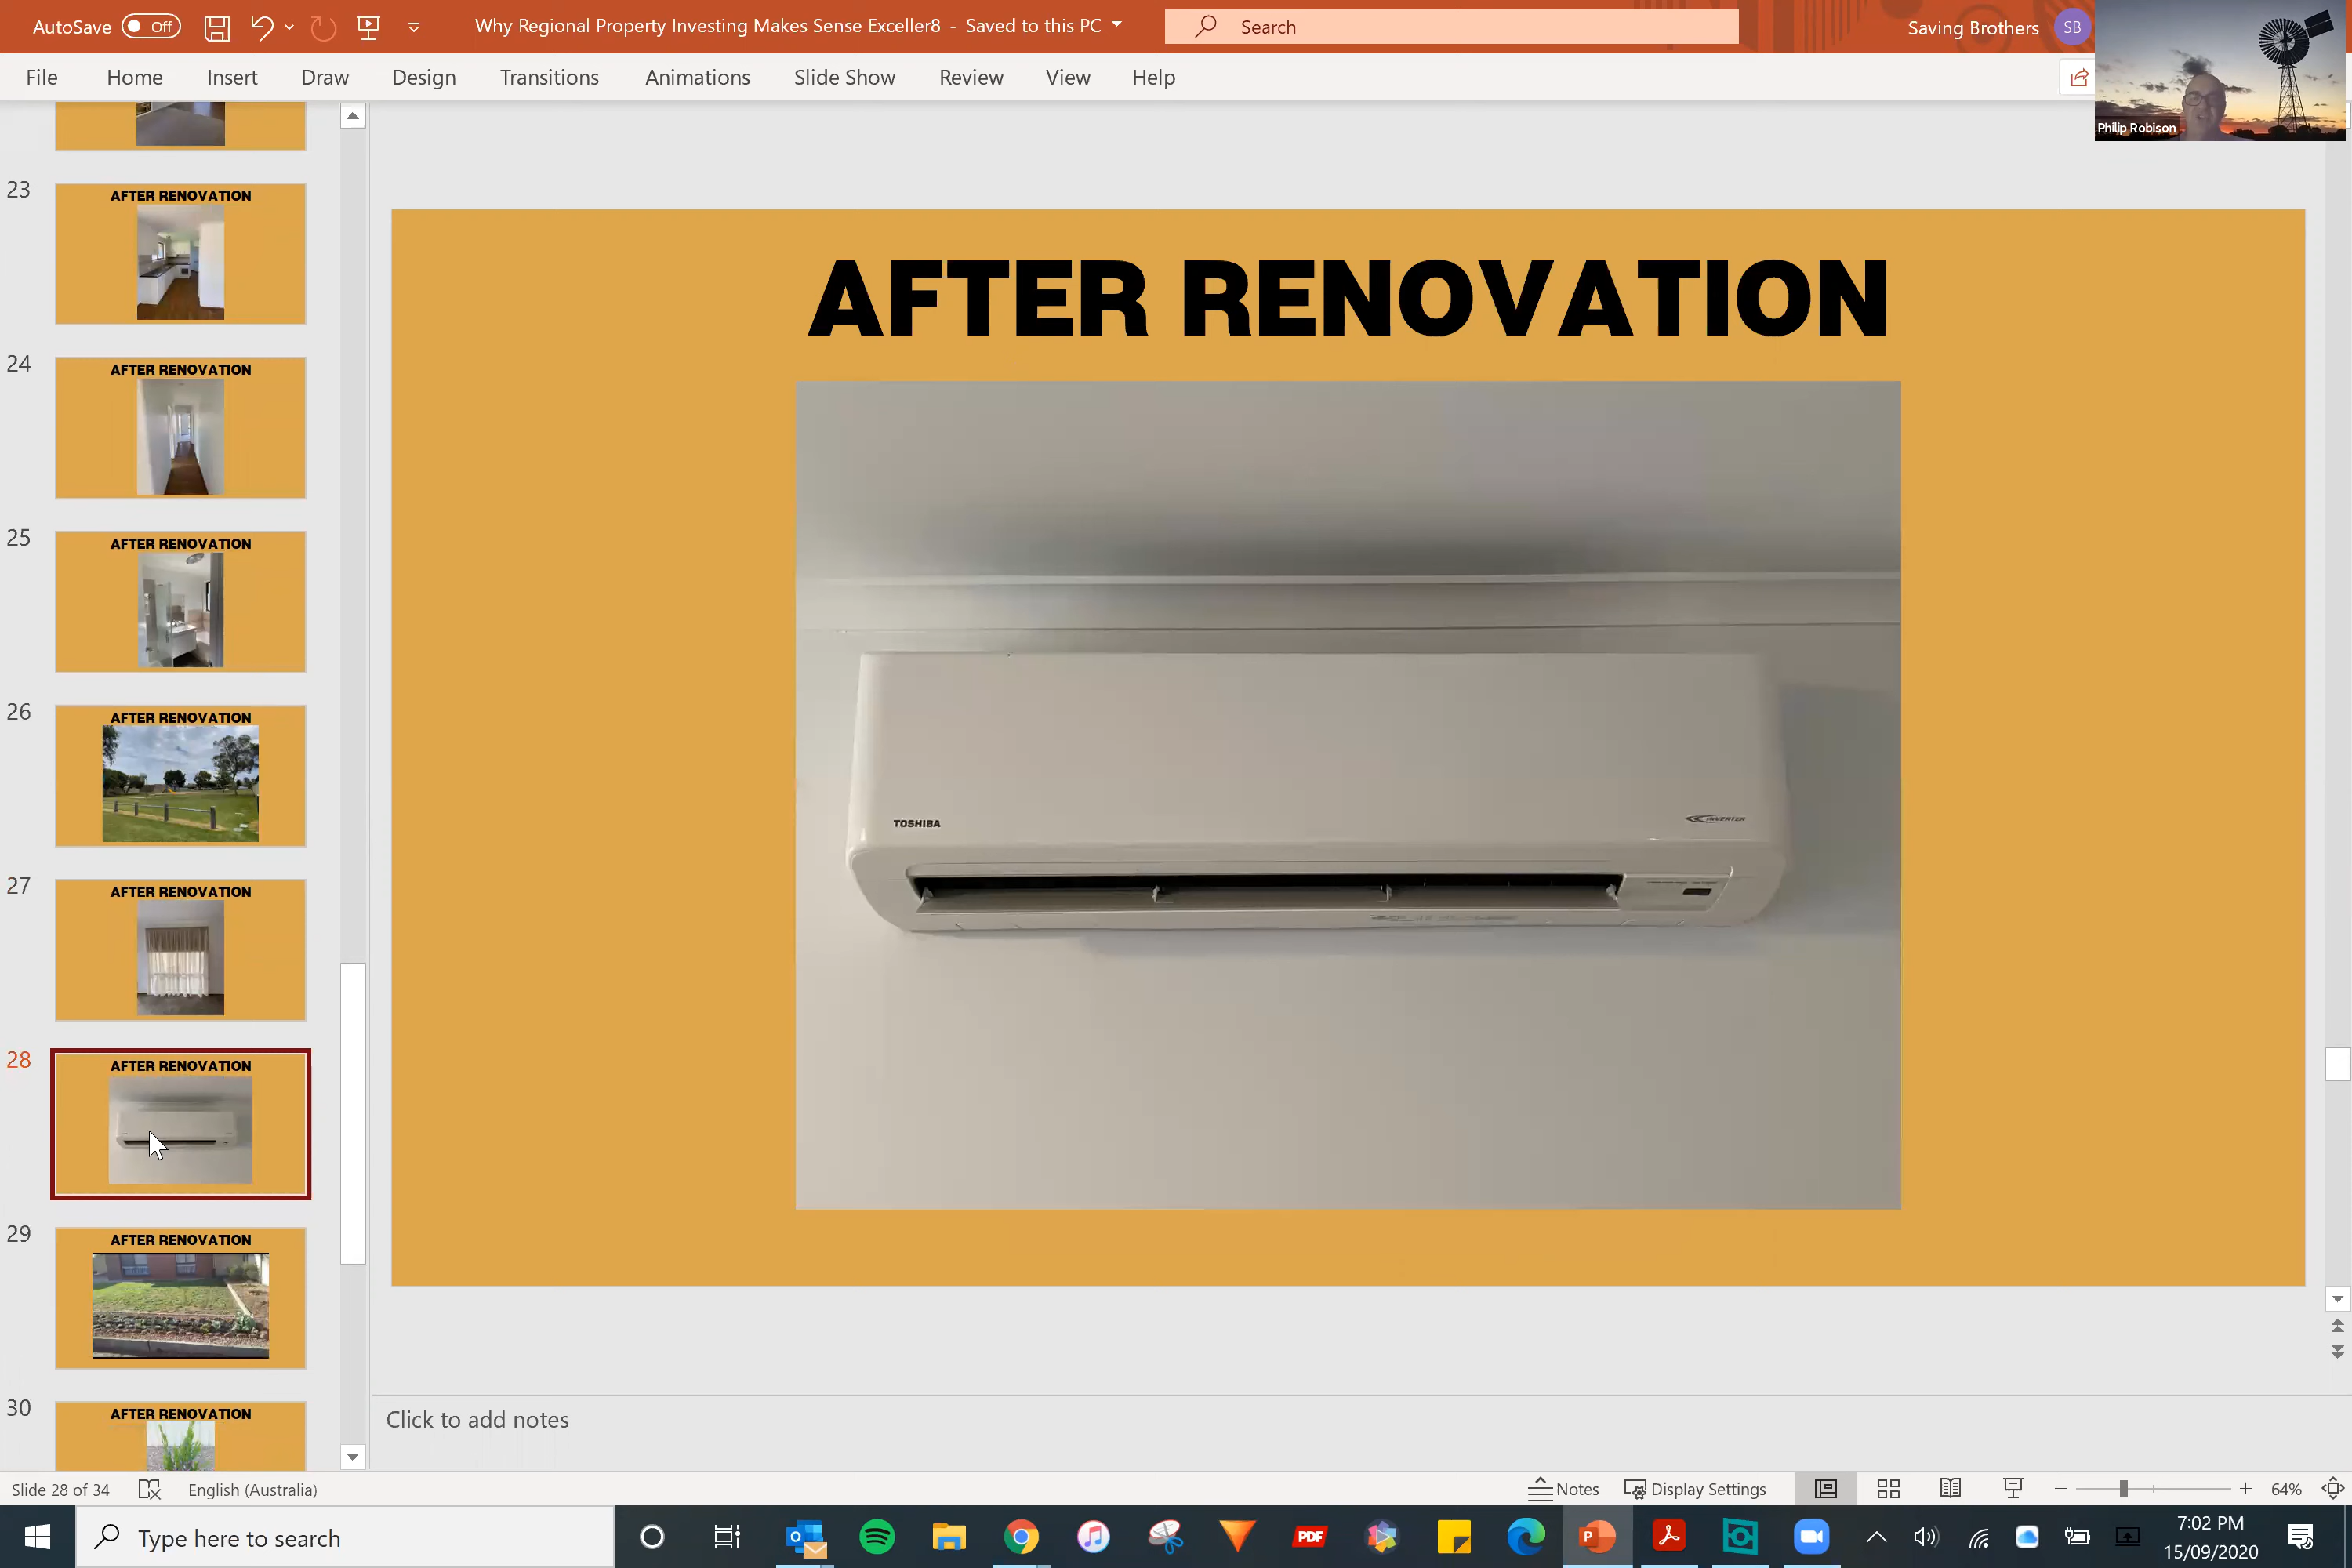 AutoSave Off
Why Regional Property Investing Makes Sense Exceller8 - Saved to this PC
Search
Saving Brothers SB
File Home Insert Draw Design Transitions Animations Slide Show Review View Help
Philip Robison
23
AFTER RENOVATION
24
AFTER RENOVATION
25
AFTER RENOVATION
26
AFTER RENOVATION
27
AFTER RENOVATION
28
AFTER RENOVATION
29
AFTER RENOVATION
30
AFTER RENOVATION
AFTER RENOVATION
TOSHIBA
INVERTER
Click to add notes
Slide 28 of 34 English (Australia) Notes Display Settings 64%
Type here to search
PDF
7:02 PM
15/09/2020